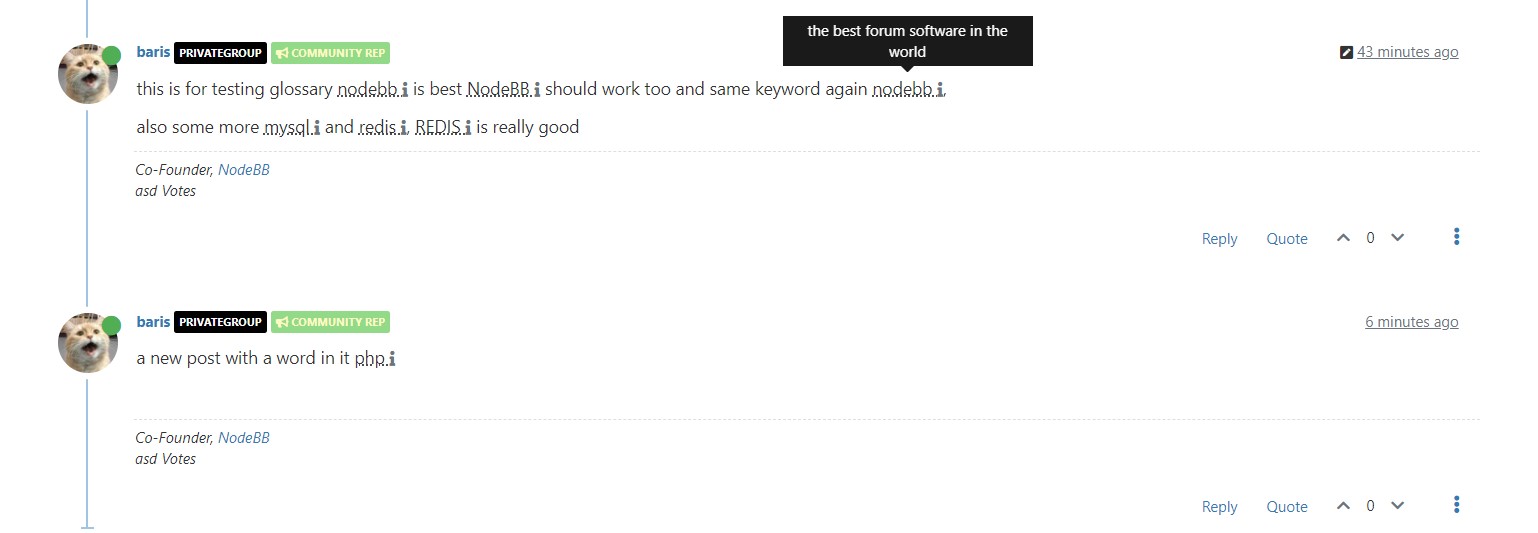 the best forum software in the
world
baris PRIVATEGROUP COMMUNITY REP 43 minutes ago
this is for testing glossary nodebb is best NodeBB should work too and same keyword again nodebb,
also some more mysql and redis, REDIS is really good
Co-Founder, NodeBB
asd Votes
Reply Quote 0
baris PRIVATEGROUP COMMUNITY REP 6 minutes ago
a new post with a word in it php
Co-Founder, NodeBB
asd Votes
Reply Quote 0